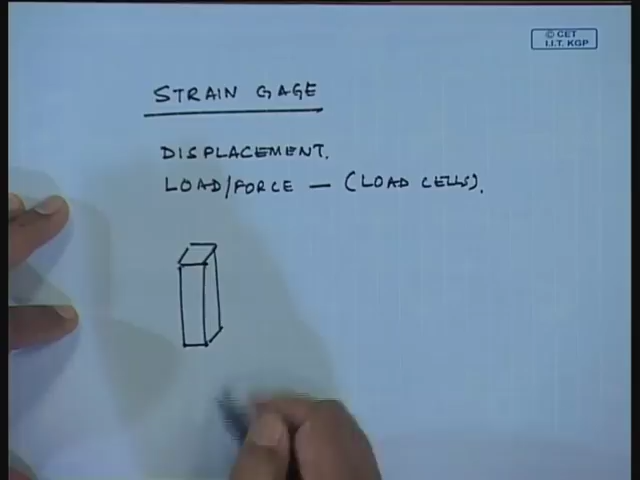 © CET
I.I.T. KGP
STRAIN GAGE
DISPLACEMENT.
LOAD/FORCE — (LOAD CELLS).